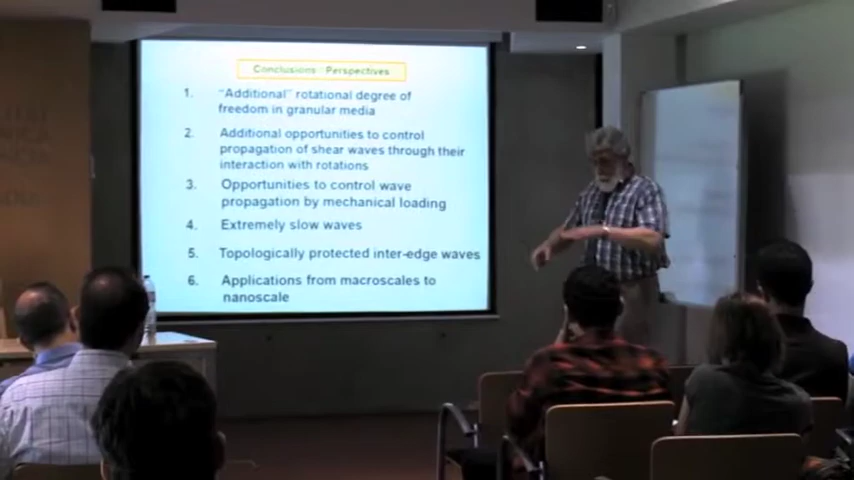 Conclusions Perspectives
1. "Additional" rotational degree of
freedom in granular media
2. Additional opportunities to control
propagation of shear waves through their
interaction with rotations
3. Opportunities to control wave
propagation by mechanical loading
4. Extremely slow waves
5. Topologically protected inter-edge waves
6. Applications from macroscales to
nanoscale